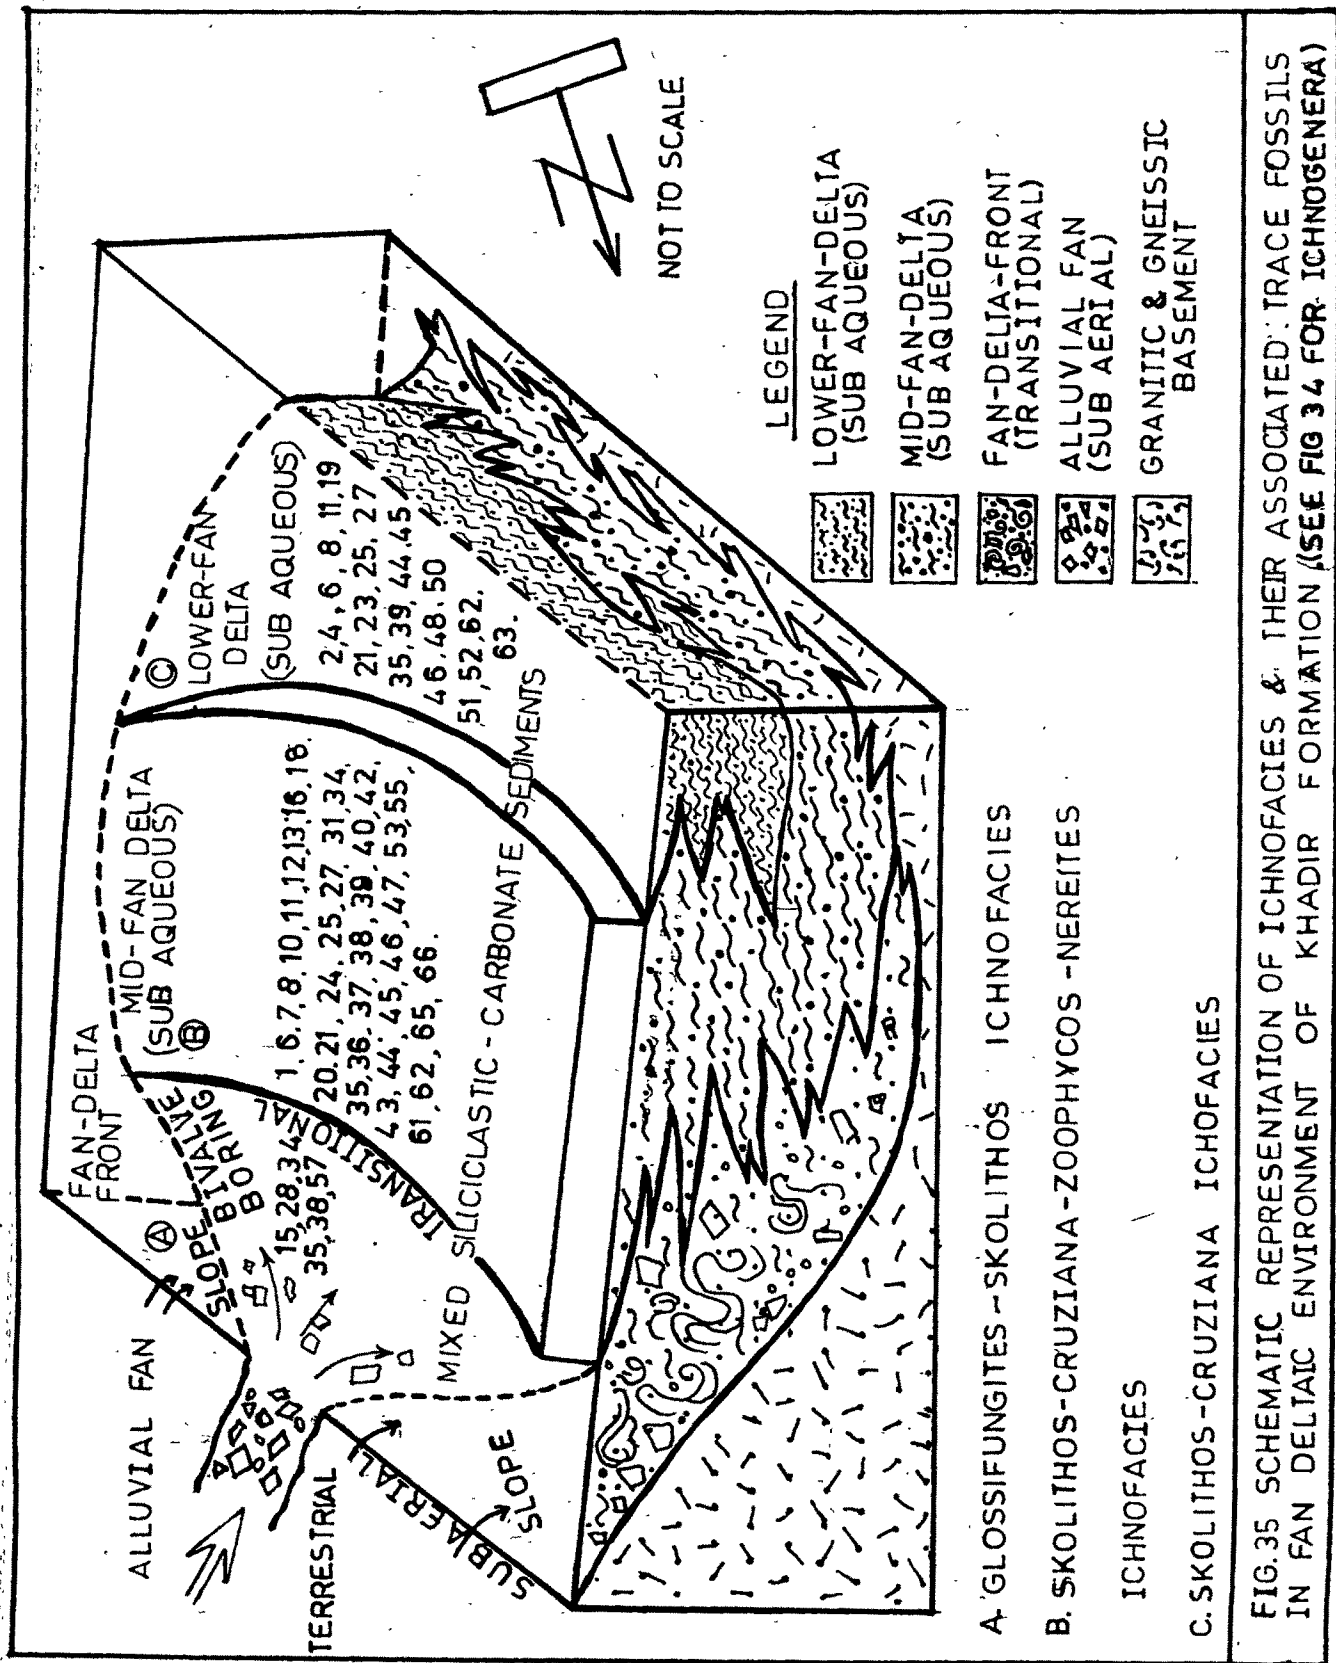 ALLUVIAL FAN
TERRESTRIAL
SUBAERIAL
SLOPE
FAN-DELTA
FRONT
A
SLOPE
BIVALVE
BORING
15,28,34
35,38,57
TRANSITIONAL
MID-FAN DELTA
(SUB AQUEOUS)
B
1,6,7,8,10,11,12,13,16,18.
20,21,24,25,27,31,34,
35,36,37,38,39,40,42,
43,44,45,46,47,53,55,
61,62,65,66.
C
LOWER-FAN
DELTA
(SUB AQUEOUS)
2,4,6,8,11,19
21,23,25,27
35,39,44,45
46,48,50
51,52,62.
63.
MIXED SILICICLASTIC-CARBONATE SEDIMENTS
N
NOT TO SCALE
LEGEND
LOWER-FAN-DELTA
(SUB AQUEOUS)
MID-FAN-DELTA
(SUB AQUEOUS)
FAN-DELTA-FRONT
(TRANSITIONAL)
ALLUVIAL FAN
(SUB AERIAL)
GRANITIC & GNEISSIC
BASEMENT
A. GLOSSIFUNGITES-SKOLITHOS ICHNOFACIES
B. SKOLITHOS-CRUZIANA-ZOOPHYCOS-NEREITES
ICHNOFACIES
C. SKOLITHOS-CRUZIANA ICHOFACIES
FIG.35 SCHEMATIC REPRESENTATION OF ICHNOFACIES & THEIR ASSOCIATED TRACE FOSSILS
IN FAN DELTAIC ENVIRONMENT OF KHADIR FORMATION (SEE FIG 34 FOR ICHNOGENERA)